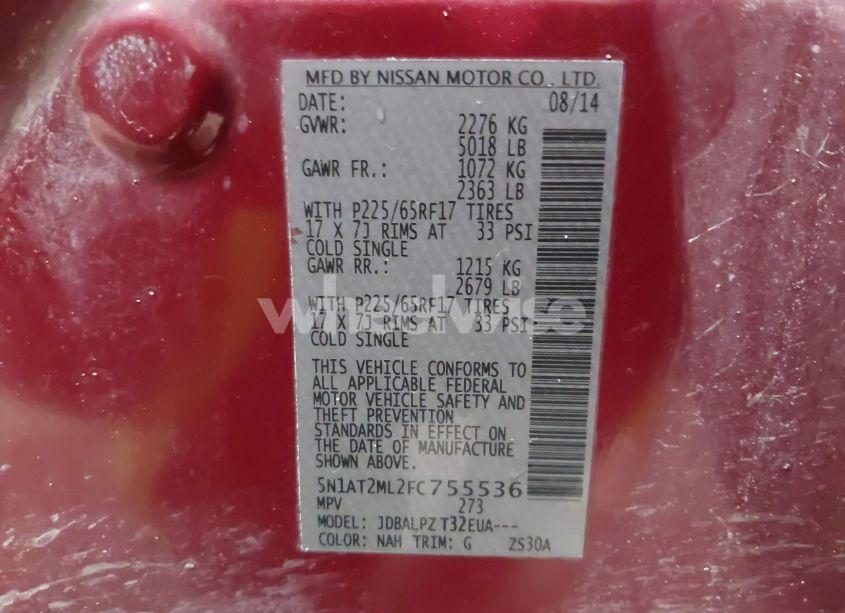 MFD BY NISSAN MOTOR CO., LTD.
DATE: 08/14
GVWR: 2276 KG
5018 LB
GAWR FR.: 1072 KG
2363 LB
WITH P225/65RF17 TIRES
17 X 7J RIMS AT 33 PSI
COLD SINGLE
GAWR RR.: 1215 KG
2679 LB
WITH P225/65RF17 TIRES
17 X 7J RIMS AT 33 PSI
COLD SINGLE
wheelwise
THIS VEHICLE CONFORMS TO
ALL APPLICABLE FEDERAL
MOTOR VEHICLE SAFETY AND
THEFT PREVENTION
STANDARDS IN EFFECT ON
THE DATE OF MANUFACTURE
SHOWN ABOVE.
5N1AT2ML2FC755536
MPV 273
MODEL: JDBALPZ T32EUA---
COLOR: NAH TRIM: G ZS30A